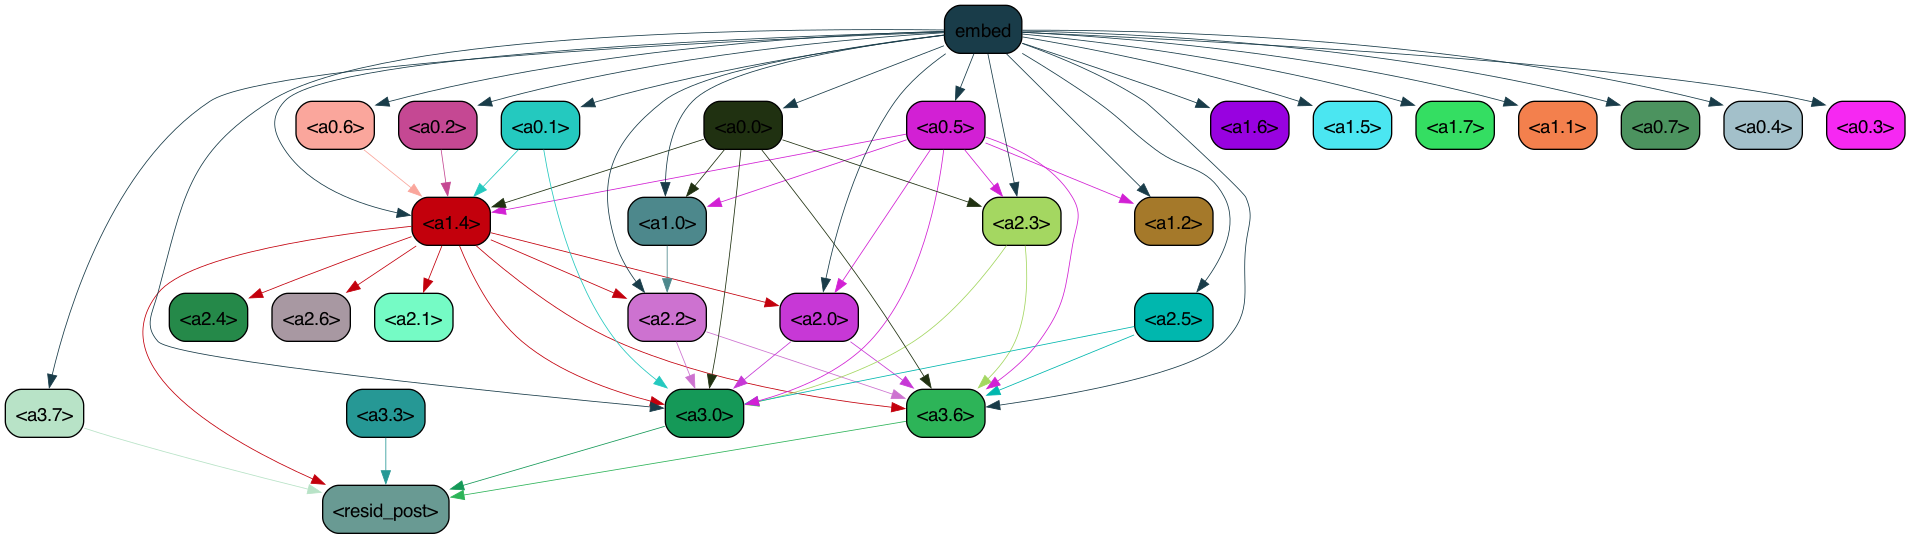 embed
<a0.6>
<a0.2>
<a0.1>
<a0.0>
<a0.5>
<a1.6>
<a1.5>
<a1.7>
<a1.1>
<a0.7>
<a0.4>
<a0.3>
<a1.4>
<a1.0>
<a2.3>
<a1.2>
<a2.4>
<a2.6>
<a2.1>
<a2.2>
<a2.0>
<a2.5>
<a3.7>
<a3.3>
<a3.0>
<a3.6>
<resid_post>